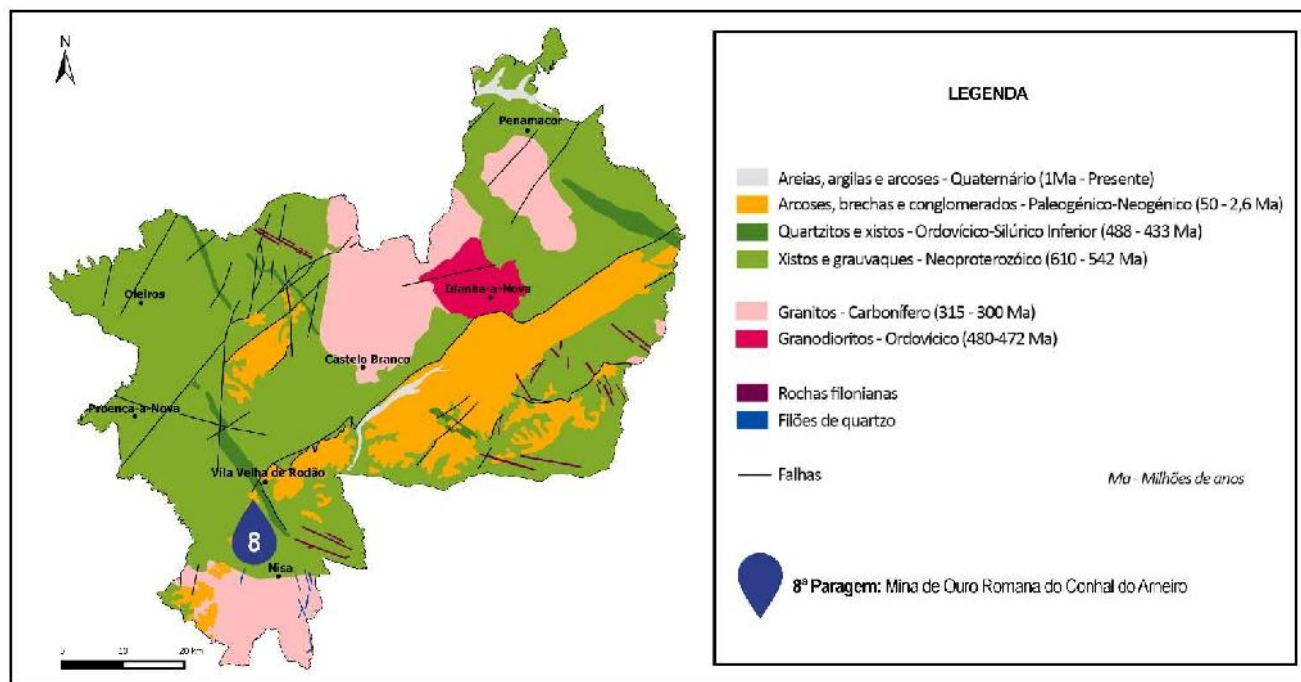 N
Penamacor
Oleiros
Idanha-a-Nova
Castelo Branco
Proença-a-Nova
Vila Velha de Rodão
8
Nisa
0 10 20 km
LEGENDA
Areias, argilas e arcoses - Quaternário (1Ma - Presente)
Arcoses, brechas e conglomerados - Paleogénico-Neogénico (50 - 2,6 Ma)
Quartzitos e xistos - Ordovícico-Silúrico Inferior (488 - 433 Ma)
Xistos e grauvaques - Neoproterozóico (610 - 542 Ma)
Granitos - Carbonífero (315 - 300 Ma)
Granodioritos - Ordovícico (480-472 Ma)
Rochas filonianas
Filões de quartzo
Falhas
Ma - Milhões de anos
8ª Paragem: Mina de Ouro Romana do Conhal do Arneiro